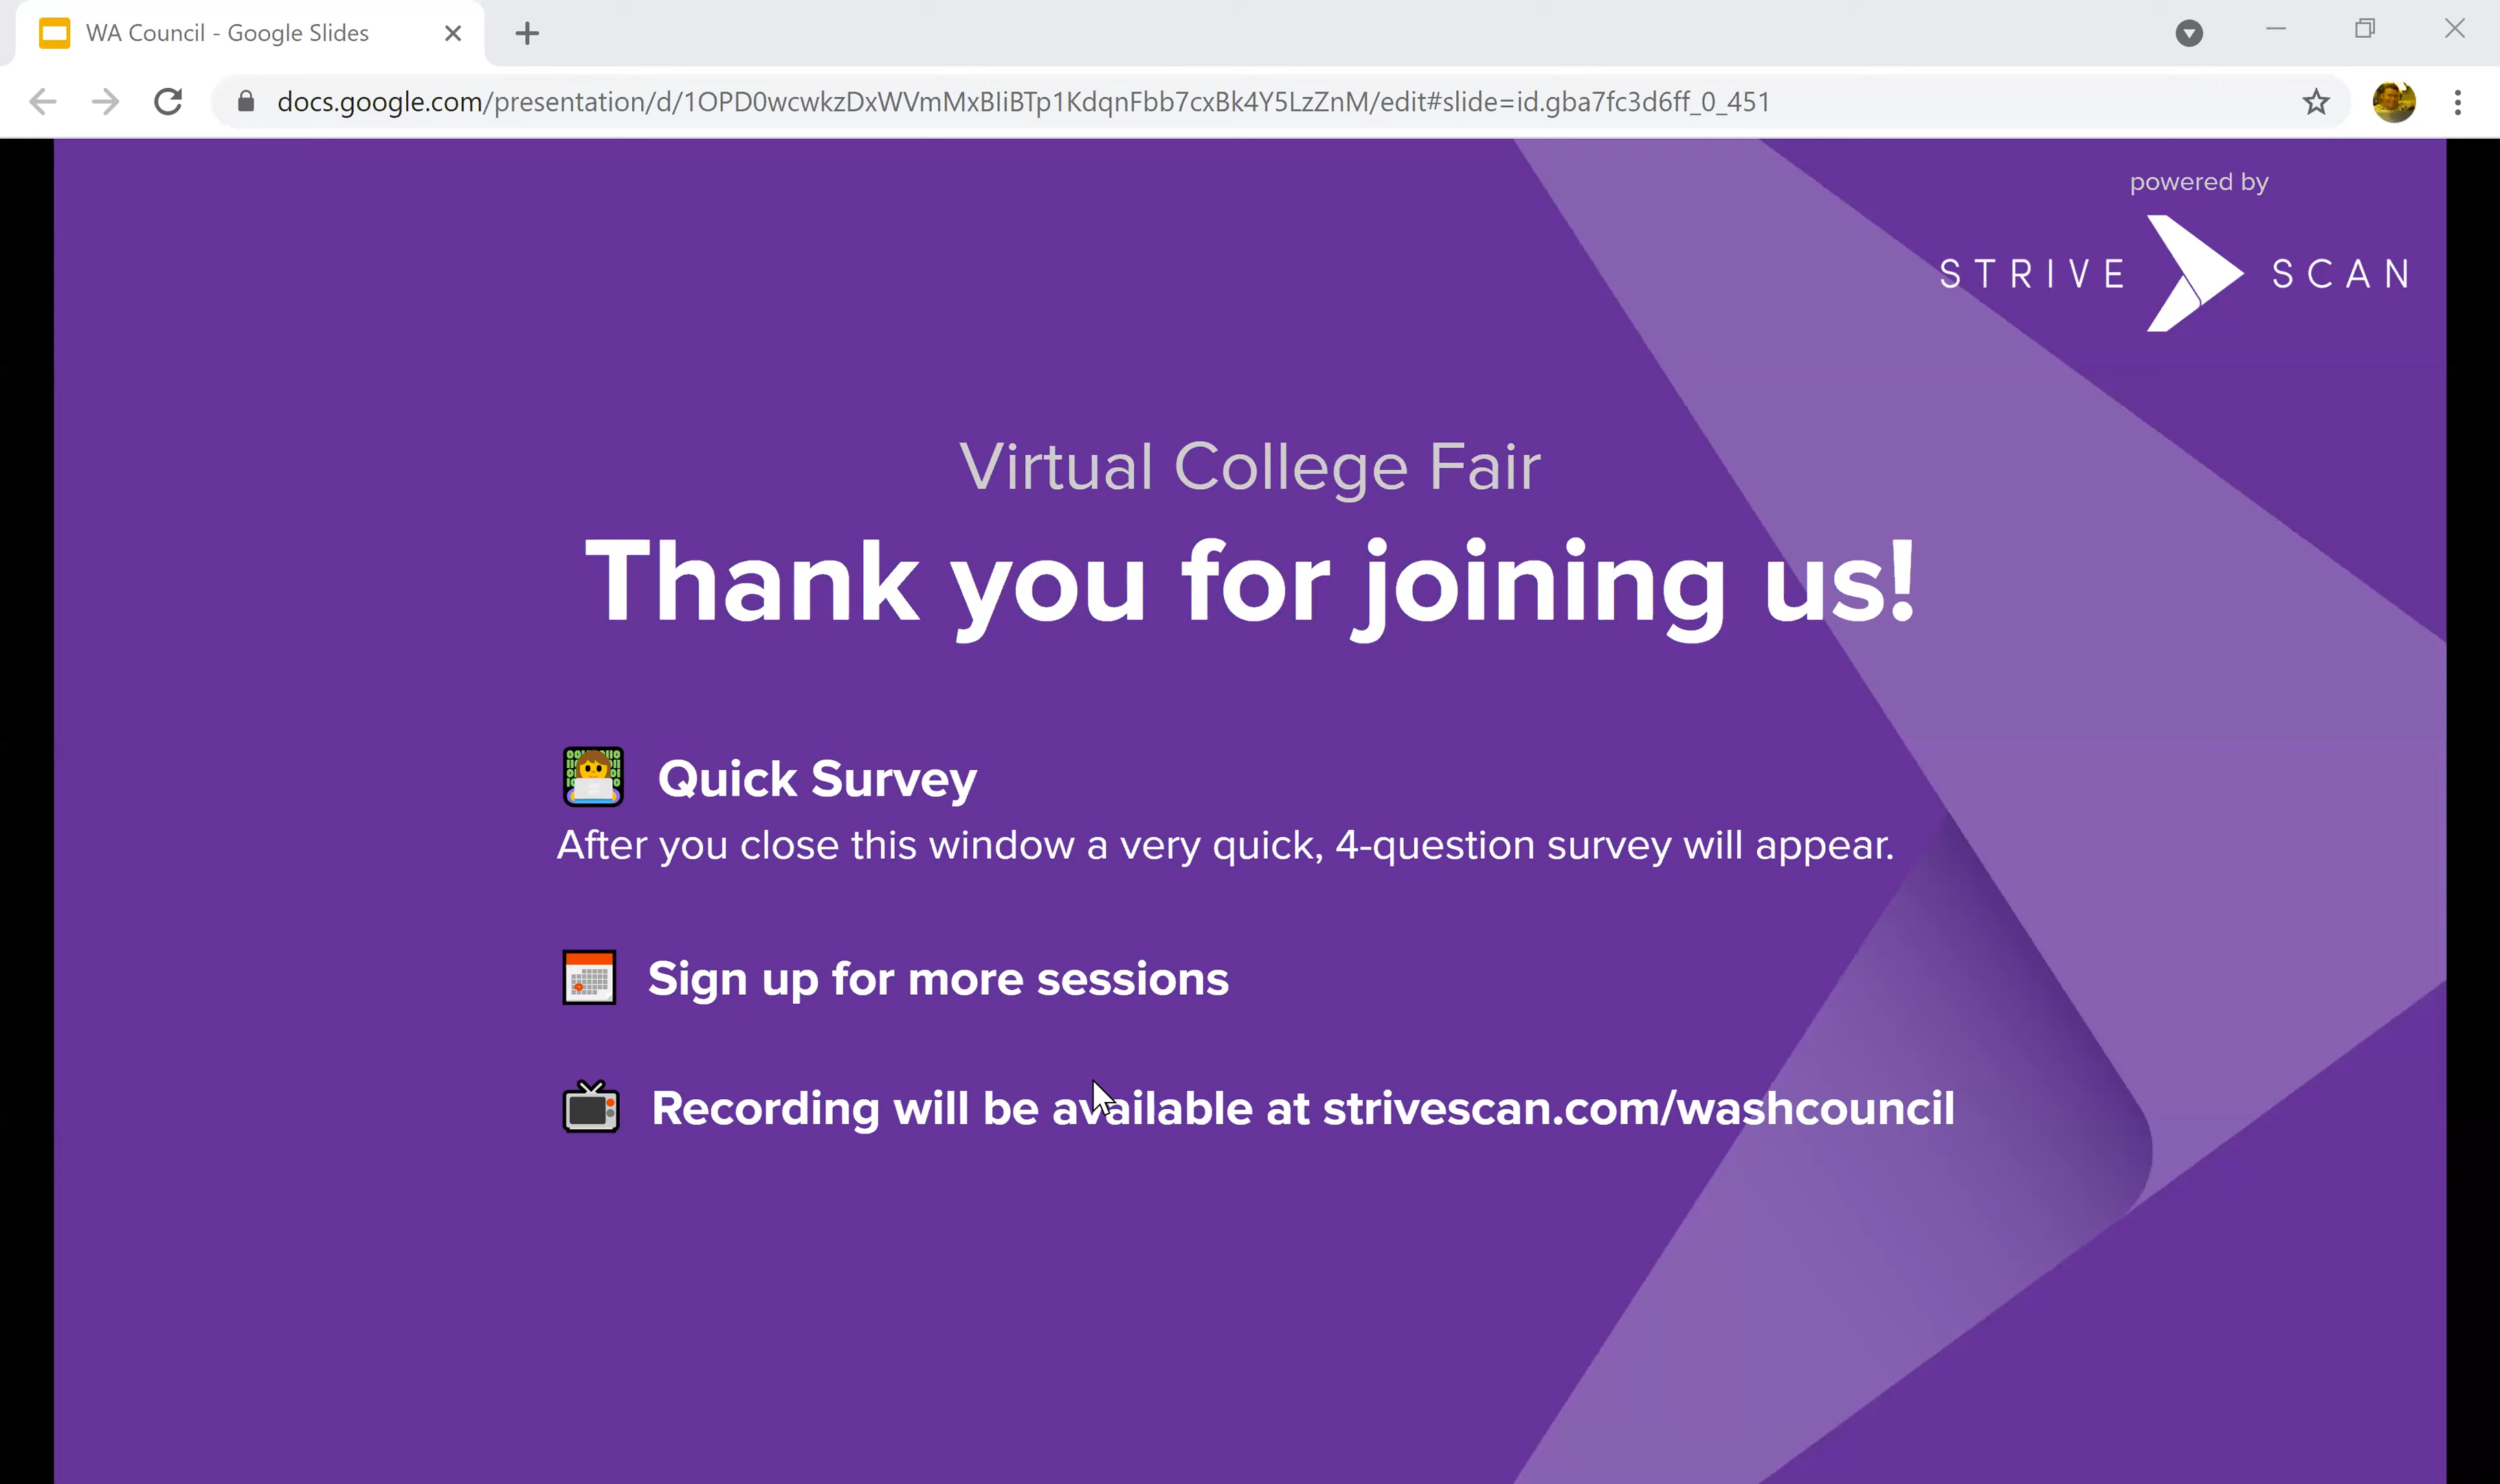 WA Council - Google Slides
docs.google.com/presentation/d/1OPD0wcwkzDxWVmMxBIiBTp1KdqnFbb7cxBk4Y5LzZnM/edit#slide=id.gba7fc3d6ff_0_451
powered by
STRIVE SCAN
Virtual College Fair
Thank you for joining us!
Quick Survey
After you close this window a very quick, 4-question survey will appear.
Sign up for more sessions
Recording will be available at strivescan.com/washcouncil